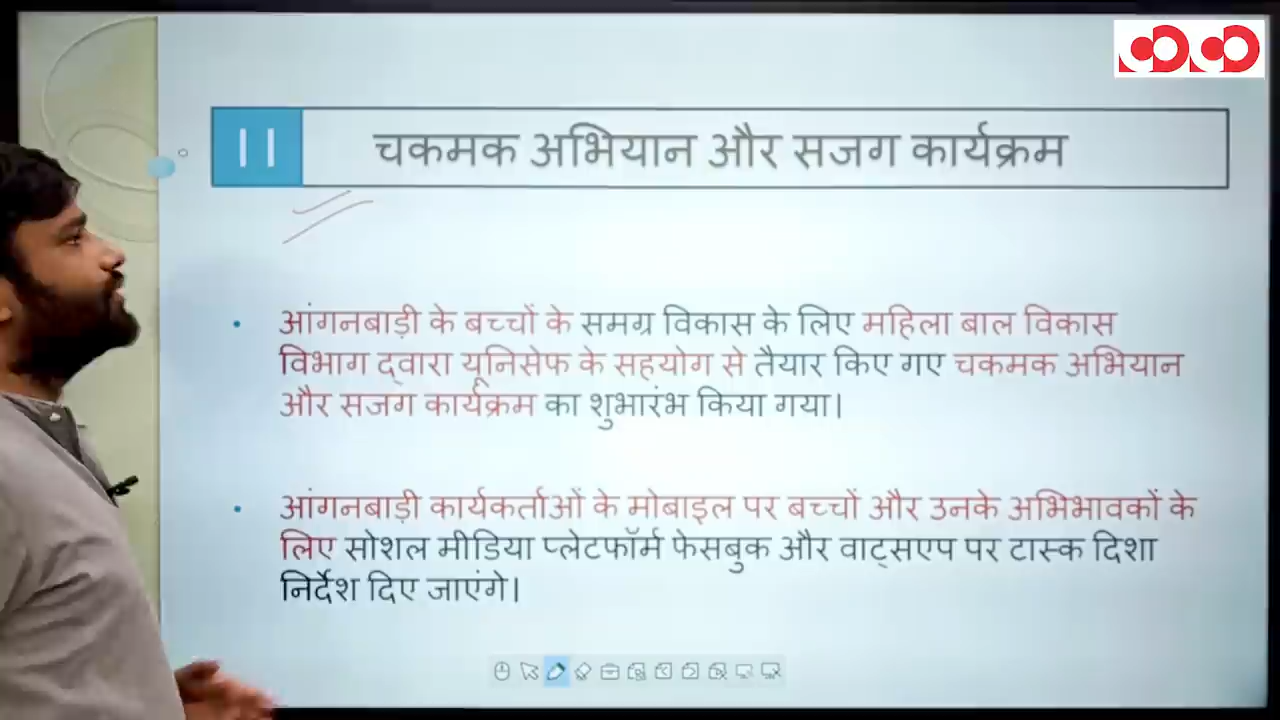 11 चकमक अभियान और सजग कार्यक्रम
• आंगनबाड़ी के बच्चों के समग्र विकास के लिए महिला बाल विकास
विभाग द्वारा यूनिसेफ के सहयोग से तैयार किए गए चकमक अभियान
और सजग कार्यक्रम का शुभारंभ किया गया।
• आंगनबाड़ी कार्यकर्ताओं के मोबाइल पर बच्चों और उनके अभिभावकों के
लिए सोशल मीडिया प्लेटफॉर्म फेसबुक और वाट्सएप पर टास्क दिशा
निर्देश दिए जाएंगे।